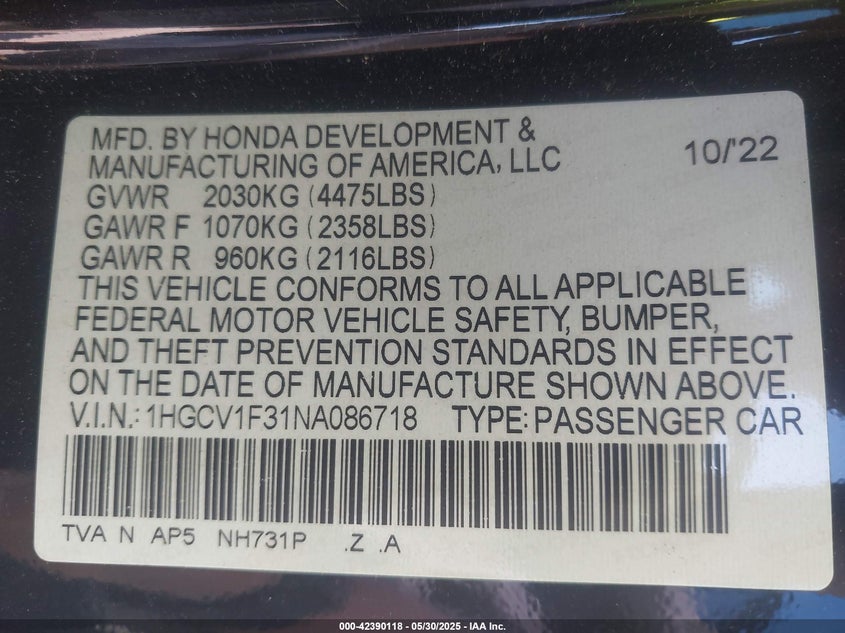 MFD. BY HONDA DEVELOPMENT &
MANUFACTURING OF AMERICA, LLC 10/'22
GVWR 2030KG (4475LBS)
GAWR F 1070KG (2358LBS)
GAWR R 960KG (2116LBS)
THIS VEHICLE CONFORMS TO ALL APPLICABLE
FEDERAL MOTOR VEHICLE SAFETY, BUMPER,
AND THEFT PREVENTION STANDARDS IN EFFECT
ON THE DATE OF MANUFACTURE SHOWN ABOVE.
V.I.N.: 1HGCV1F31NA086718 TYPE: PASSENGER CAR
TVA N AP5 NH731P .Z .A
000-42390118 - 05/30/2025 - IAA Inc.